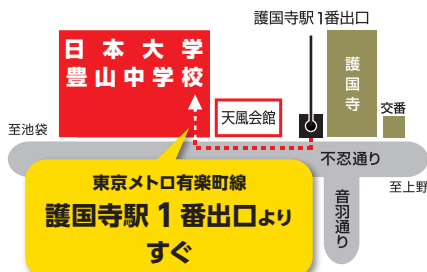 護国寺駅1番出口
日本大学
豊山中学校
護国寺
天風会館
交番
至池袋
不忍通り
至上野
音羽通り
東京メトロ有楽町線
護国寺駅1番出口より
すぐ